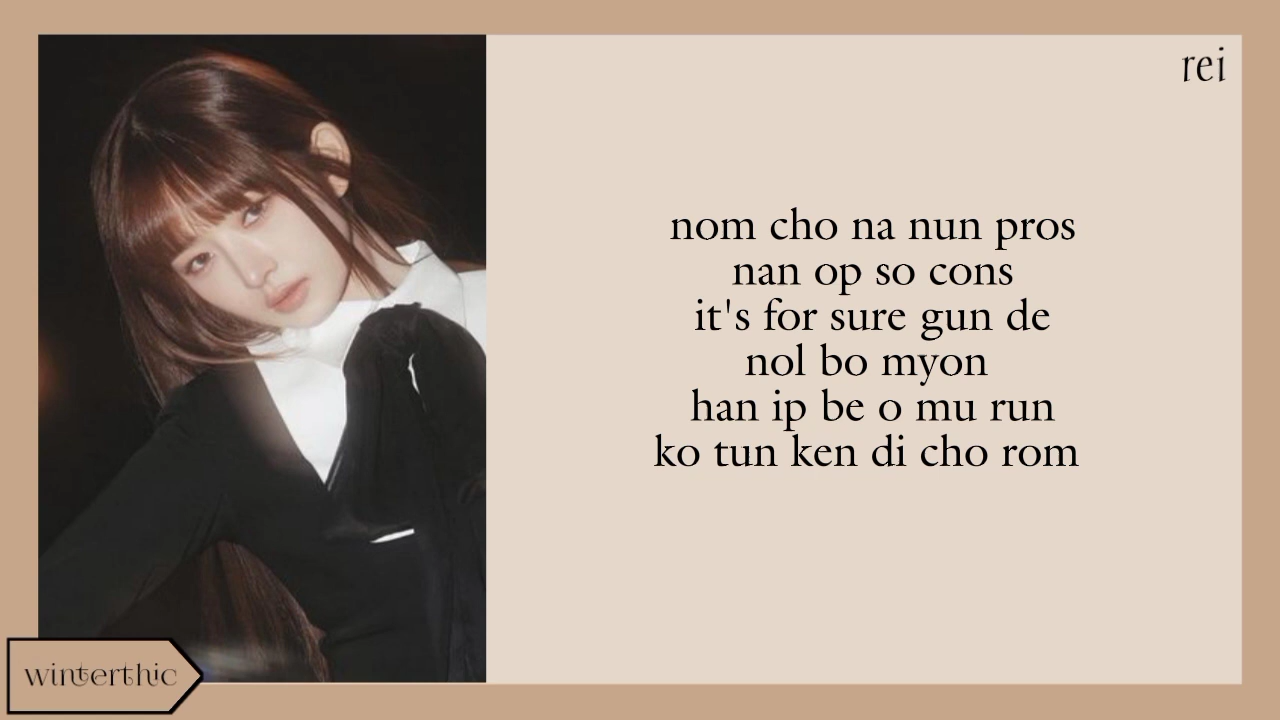 rei
nom cho na nun pros
nan op so cons
it's for sure gun de
nol bo myon
han ip be o mu run
ko tun ken di cho rom
winterthic